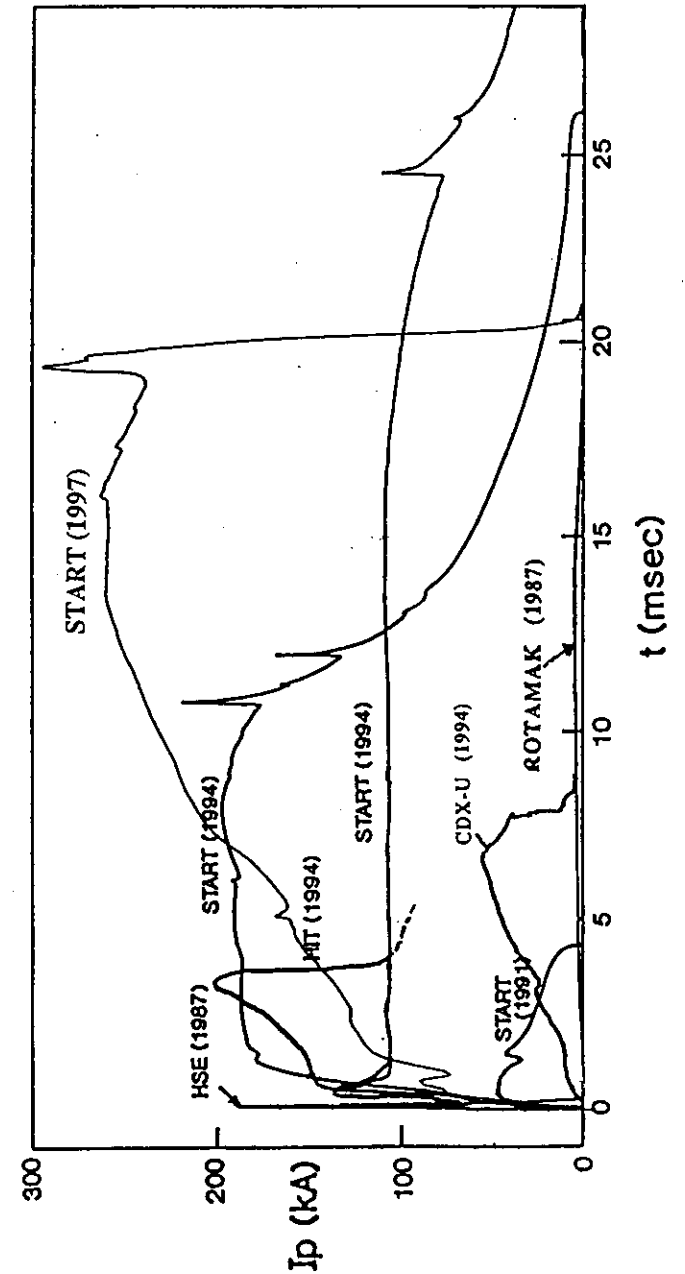 Ip (kA)
300
200
100
0
HSE (1987)
START (1994)
HIT (1994)
START (1997)
START (1994)
START
(1991)
CDX-U (1994)
ROTAMAK (1987)
0
5
10
15
20
25
t (msec)